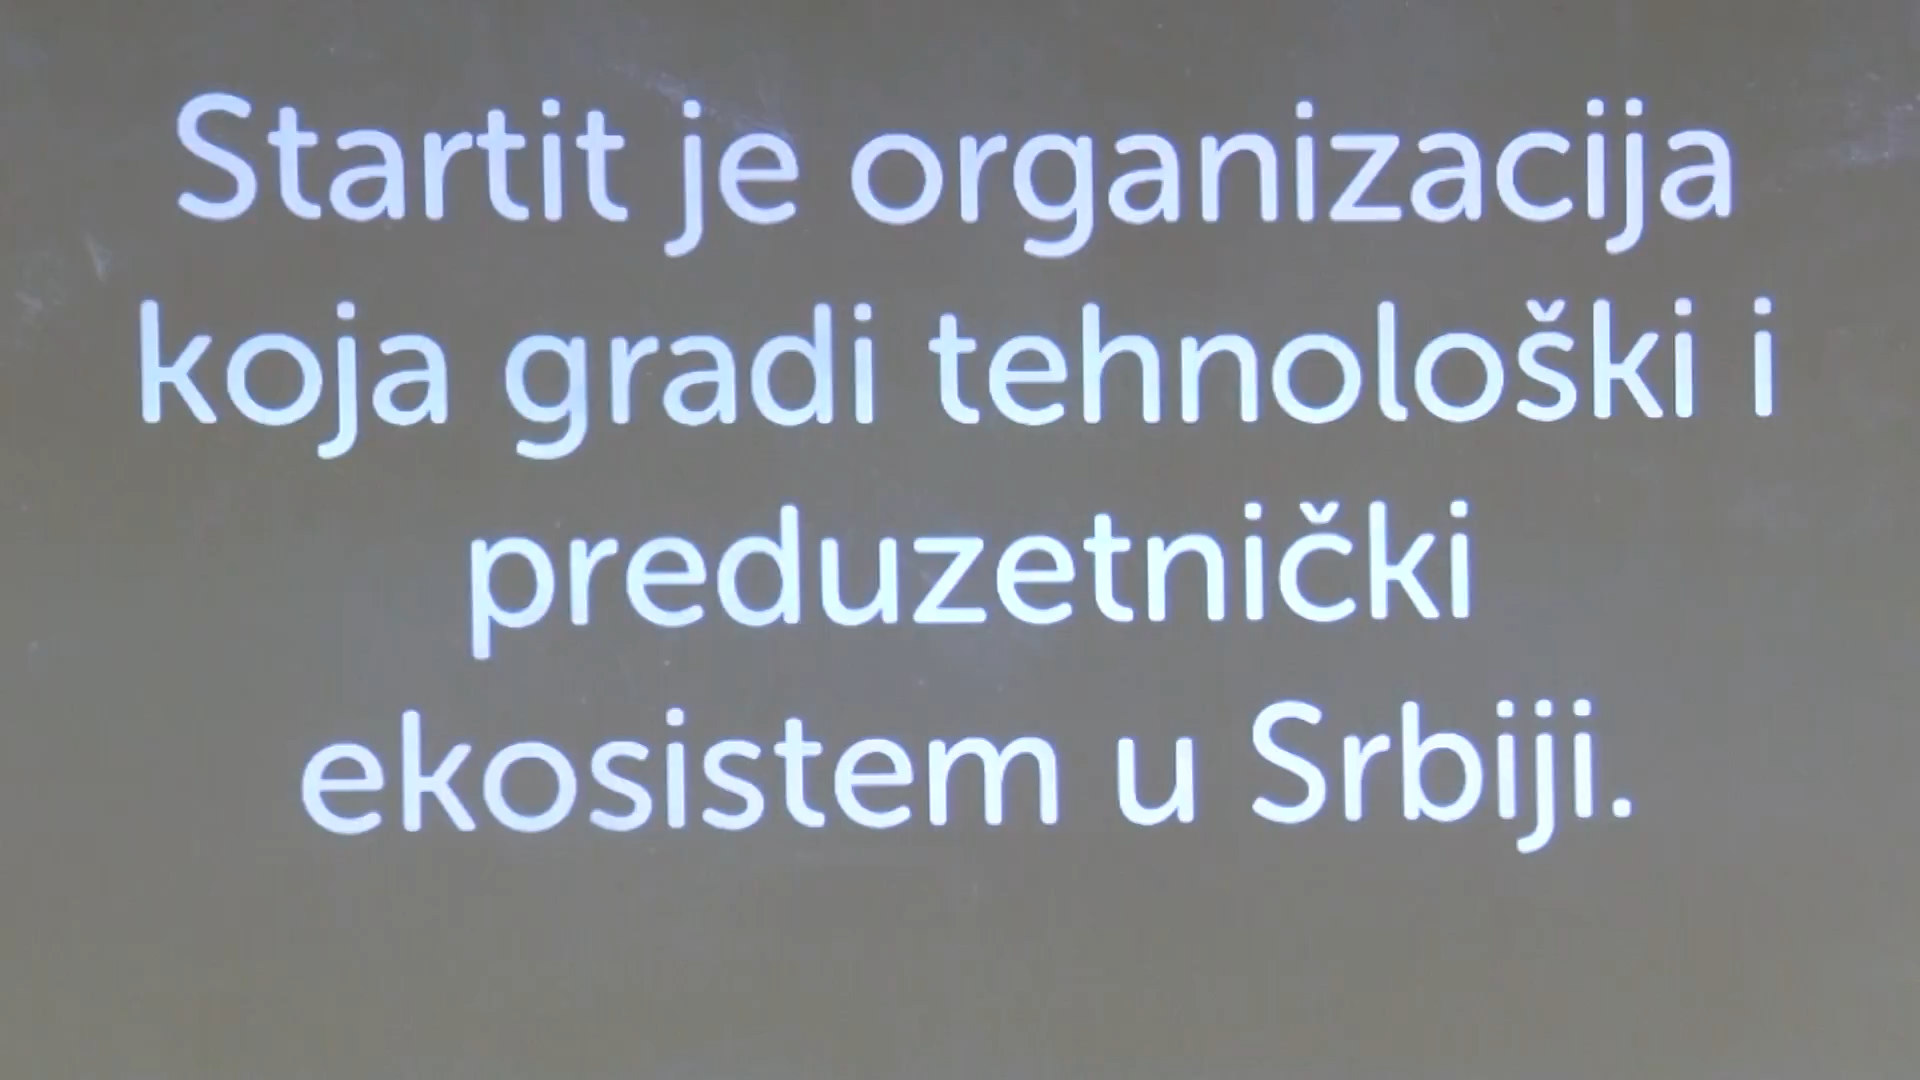 Startit je organizacija
koja gradi tehnološki i
preduzetnički
ekosistem u Srbiji.